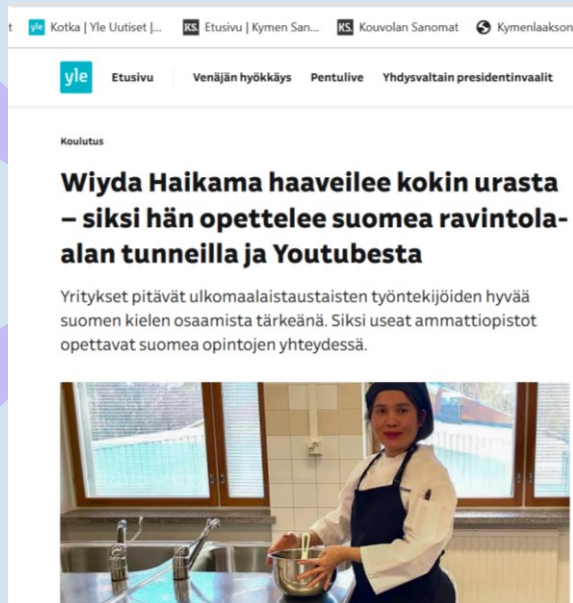 t
yle Kotka | Yle Uutiset |...
KS. Etusivu | Kymen San...
KS. Kouvolan Sanomat
Kymenlaakson
yle
Etusivu
Venäjän hyökkäys
Pentulive
Yhdysvaltain presidentinvaalit
Koulutus
Wiyda Haikama haaveilee kokin urasta
– siksi hän opettelee suomea ravintola-
alan tunneilla ja Youtubesta
Yritykset pitävät ulkomaalaistaustaisten työntekijöiden hyvää
suomen kielen osaamista tärkeänä. Siksi useat ammattiopistot
opettavat suomea opintojen yhteydessä.